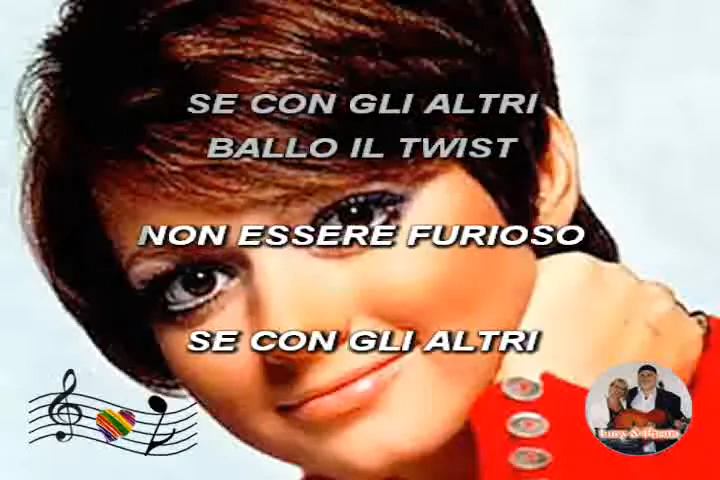 SE CON GLI ALTRI
BALLO IL TWIST
NON ESSERE FURIOSO
SE CON GLI ALTRI